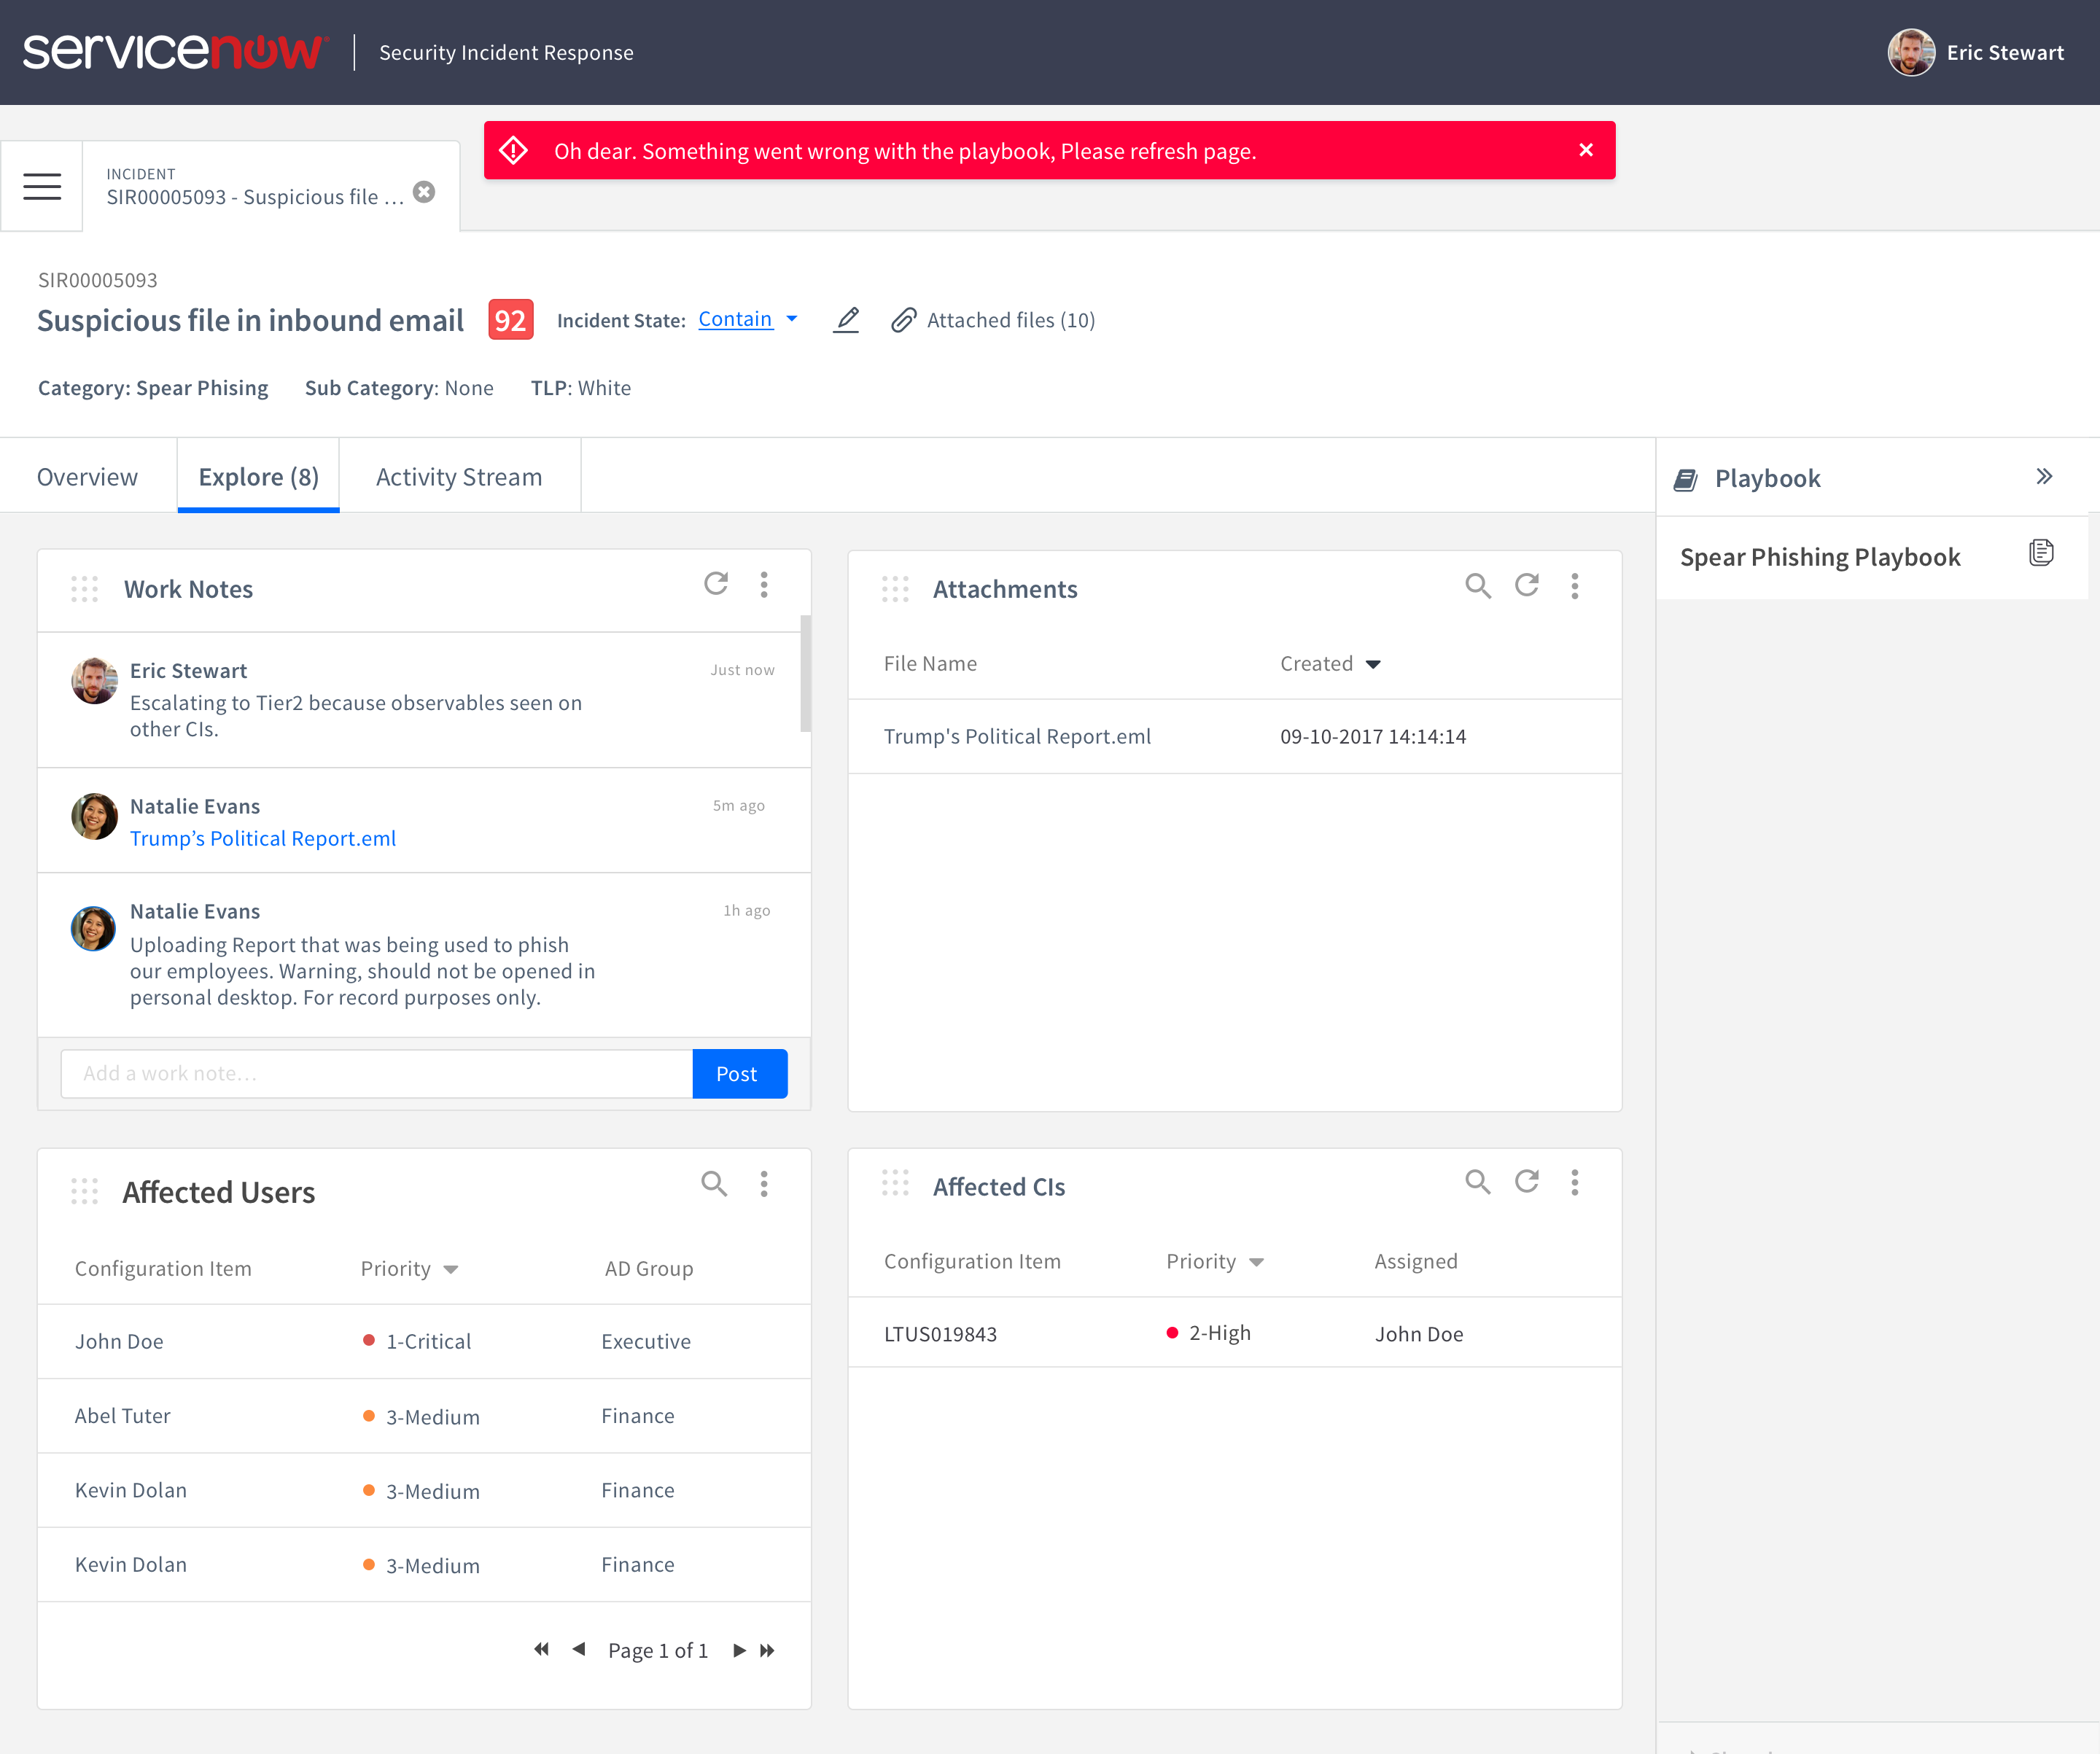 servicenow
Security Incident Response
Eric Stewart
Oh dear. Something went wrong with the playbook, Please refresh page.
INCIDENT
SIR00005093 - Suspicious file ...
SIR00005093
Suspicious file in inbound email 92 Incident State: Contain Attached files (10)
Category: Spear Phising Sub Category: None TLP: White
Overview Explore (8) Activity Stream
Playbook
Spear Phishing Playbook
Work Notes
Eric Stewart Just now
Escalating to Tier2 because observables seen on
other CIs.
Natalie Evans 5m ago
Trump’s Political Report.eml
Natalie Evans 1h ago
Uploading Report that was being used to phish
our employees. Warning, should not be opened in
personal desktop. For record purposes only.
Add a work note... Post
Attachments
File Name Created
Trump's Political Report.eml 09-10-2017 14:14:14
Affected Users
Configuration Item Priority AD Group
John Doe 1-Critical Executive
Abel Tuter 3-Medium Finance
Kevin Dolan 3-Medium Finance
Kevin Dolan 3-Medium Finance
Page 1 of 1
Affected CIs
Configuration Item Priority Assigned
LTUS019843 2-High John Doe